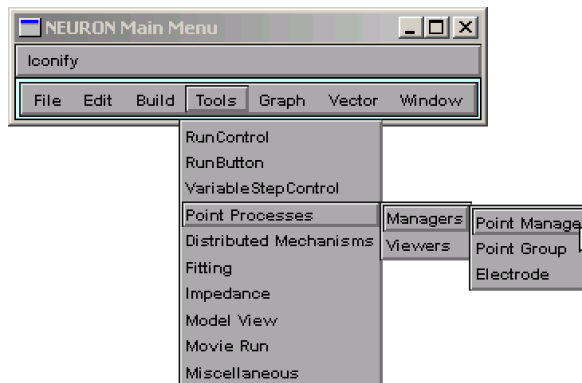 NEURON Main Menu
Iconify
File Edit Build Tools Graph Vector Window
RunControl
RunButton
VariableStepControl
Point Processes
Distributed Mechanisms
Fitting
Impedance
Model View
Movie Run
Miscellaneous
Managers
Viewers
Point Manage
Point Group
Electrode